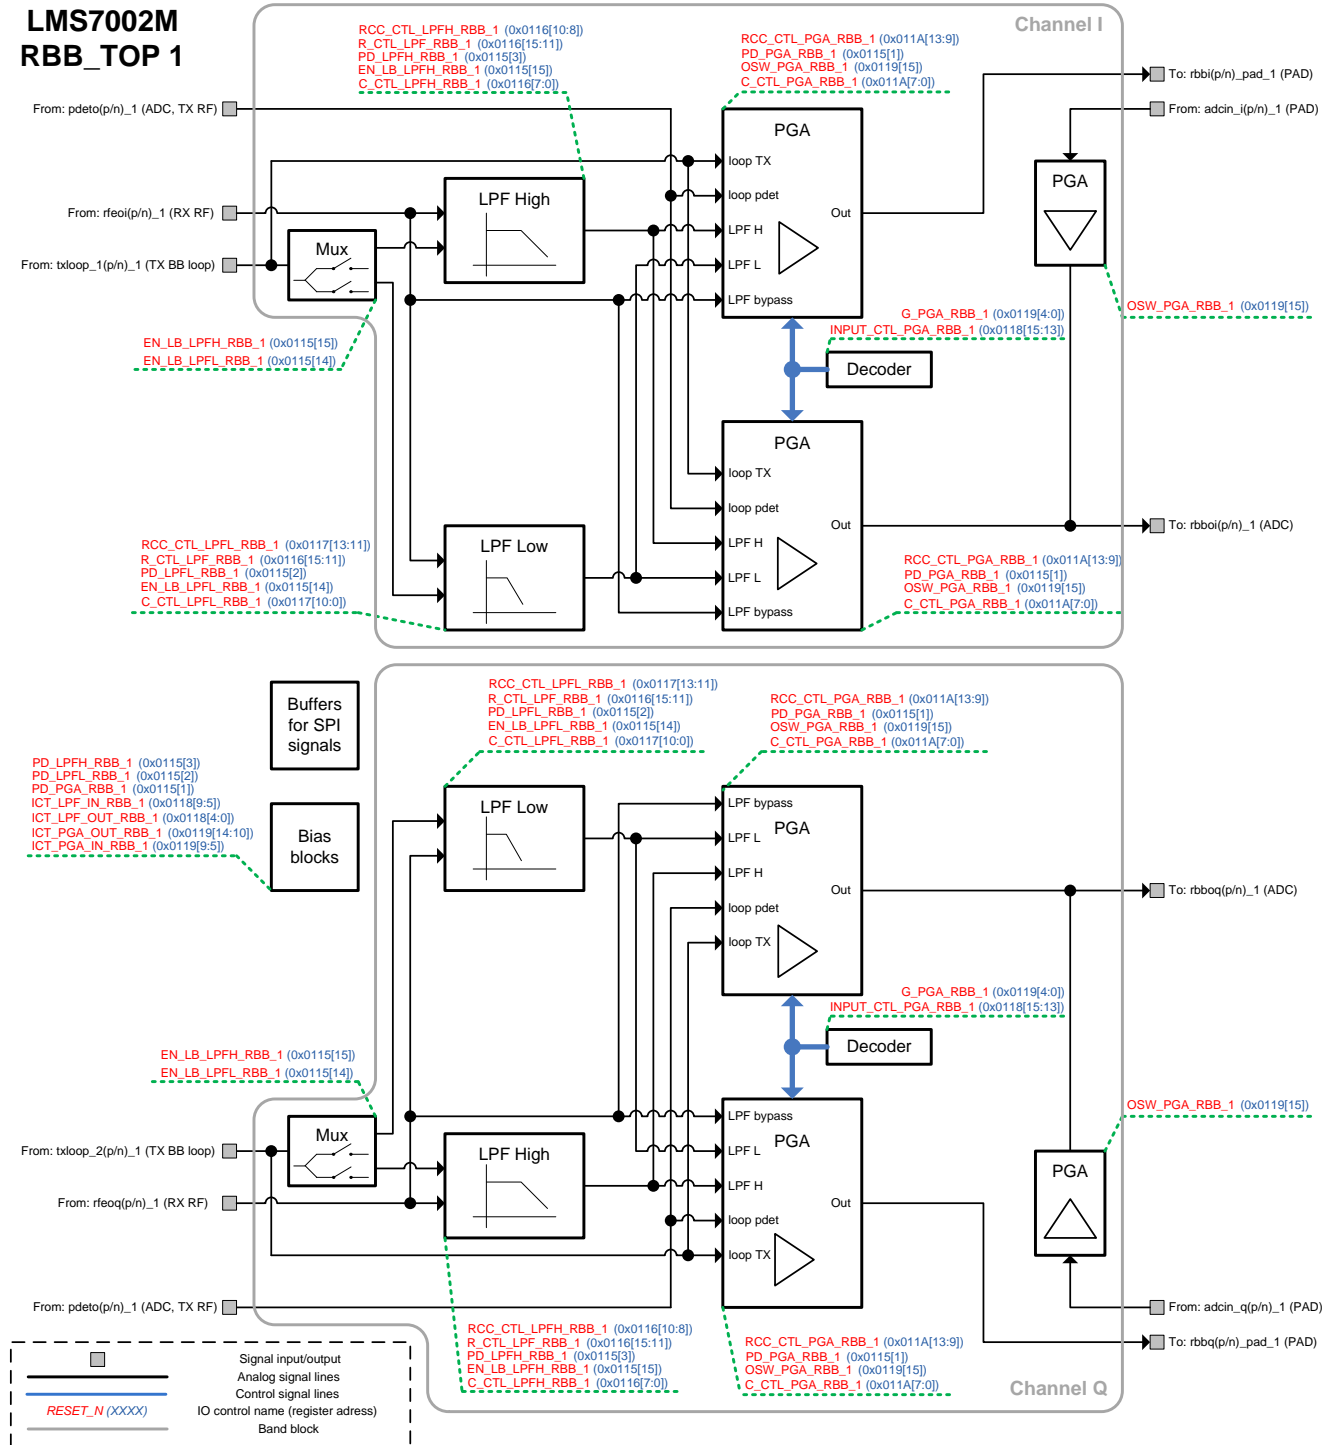 LMS7002M
RBB_TOP 1
Channel I
RCC_CTL_LPFH_RBB_1 (0x0116[10:8])
R_CTL_LPF_RBB_1 (0x0116[15:11])
PD_LPFH_RBB_1 (0x0115[3])
EN_LB_LPFH_RBB_1 (0x0115[15])
C_CTL_LPFH_RBB_1 (0x0116[7:0])
RCC_CTL_PGA_RBB_1 (0x011A[13:9])
PD_PGA_RBB_1 (0x0115[1])
OSW_PGA_RBB_1 (0x0119[15])
C_CTL_PGA_RBB_1 (0x011A[7:0])
To: rbbi(p/n)_pad_1 (PAD)
From: pdeto(p/n)_1 (ADC, TX RF)
From: adcin_i(p/n)_1 (PAD)
PGA
loop TX
loop pdet
LPF H
LPF L
LPF bypass
Out
PGA
LPF High
From: rfeoi(p/n)_1 (RX RF)
Mux
From: txloop_1(p/n)_1 (TX BB loop)
OSW_PGA_RBB_1 (0x0119[15])
G_PGA_RBB_1 (0x0119[4:0])
INPUT_CTL_PGA_RBB_1 (0x0118[15:13])
EN_LB_LPFH_RBB_1 (0x0115[15])
EN_LB_LPFL_RBB_1 (0x0115[14])
Decoder
PGA
loop TX
loop pdet
LPF H
LPF L
LPF bypass
Out
To: rbboi(p/n)_1 (ADC)
LPF Low
RCC_CTL_LPFL_RBB_1 (0x0117[13:11])
R_CTL_LPF_RBB_1 (0x0116[15:11])
PD_LPFL_RBB_1 (0x0115[2])
EN_LB_LPFL_RBB_1 (0x0115[14])
C_CTL_LPFL_RBB_1 (0x0117[10:0])
RCC_CTL_PGA_RBB_1 (0x011A[13:9])
PD_PGA_RBB_1 (0x0115[1])
OSW_PGA_RBB_1 (0x0119[15])
C_CTL_PGA_RBB_1 (0x011A[7:0])
Buffers
for SPI
signals
RCC_CTL_LPFL_RBB_1 (0x0117[13:11])
R_CTL_LPF_RBB_1 (0x0116[15:11])
PD_LPFL_RBB_1 (0x0115[2])
EN_LB_LPFL_RBB_1 (0x0115[14])
C_CTL_LPFL_RBB_1 (0x0117[10:0])
RCC_CTL_PGA_RBB_1 (0x011A[13:9])
PD_PGA_RBB_1 (0x0115[1])
OSW_PGA_RBB_1 (0x0119[15])
C_CTL_PGA_RBB_1 (0x011A[7:0])
PD_LPFH_RBB_1 (0x0115[3])
PD_LPFL_RBB_1 (0x0115[2])
PD_PGA_RBB_1 (0x0115[1])
ICT_LPF_IN_RBB_1 (0x0118[9:5])
ICT_LPF_OUT_RBB_1 (0x0118[4:0])
ICT_PGA_OUT_RBB_1 (0x0119[14:10])
ICT_PGA_IN_RBB_1 (0x0119[9:5])
Bias
blocks
LPF Low
LPF bypass
PGA
LPF L
LPF H
loop pdet
loop TX
Out
To: rbboq(p/n)_1 (ADC)
G_PGA_RBB_1 (0x0119[4:0])
INPUT_CTL_PGA_RBB_1 (0x0118[15:13])
Decoder
EN_LB_LPFH_RBB_1 (0x0115[15])
EN_LB_LPFL_RBB_1 (0x0115[14])
OSW_PGA_RBB_1 (0x0119[15])
Mux
From: txloop_2(p/n)_1 (TX BB loop)
LPF High
LPF bypass
PGA
LPF L
LPF H
loop pdet
loop TX
Out
PGA
From: rfeoq(p/n)_1 (RX RF)
From: pdeto(p/n)_1 (ADC, TX RF)
From: adcin_q(p/n)_1 (PAD)
To: rbbq(p/n)_pad_1 (PAD)
RCC_CTL_LPFH_RBB_1 (0x0116[10:8])
R_CTL_LPF_RBB_1 (0x0116[15:11])
PD_LPFH_RBB_1 (0x0115[3])
EN_LB_LPFH_RBB_1 (0x0115[15])
C_CTL_LPFH_RBB_1 (0x0116[7:0])
RCC_CTL_PGA_RBB_1 (0x011A[13:9])
PD_PGA_RBB_1 (0x0115[1])
OSW_PGA_RBB_1 (0x0119[15])
C_CTL_PGA_RBB_1 (0x011A[7:0])
Channel Q
Signal input/output
Analog signal lines
Control signal lines
RESET_N (XXXX) IO control name (register adress)
Band block